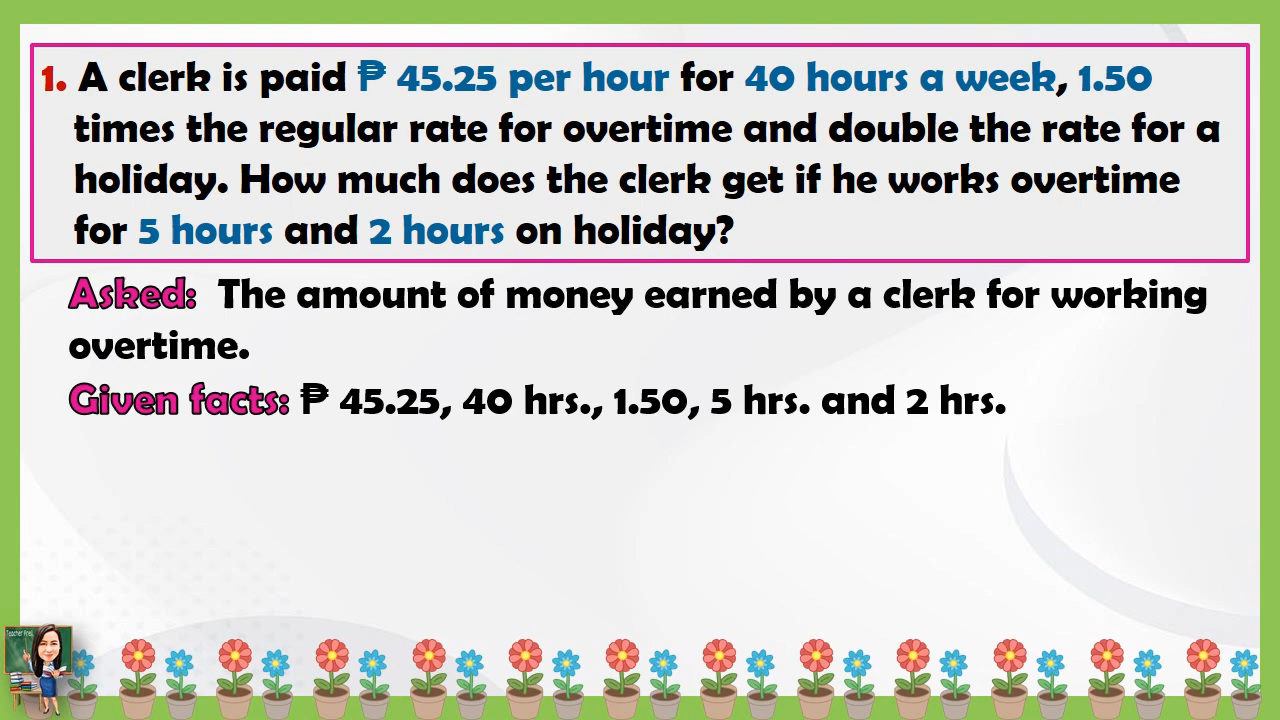 1. A clerk is paid ₱ 45.25 per hour for 40 hours a week, 1.50
times the regular rate for overtime and double the rate for a
holiday. How much does the clerk get if he works overtime
for 5 hours and 2 hours on holiday?
Asked: The amount of money earned by a clerk for working
overtime.
Given facts: ₱ 45.25, 40 hrs., 1.50, 5 hrs. and 2 hrs.